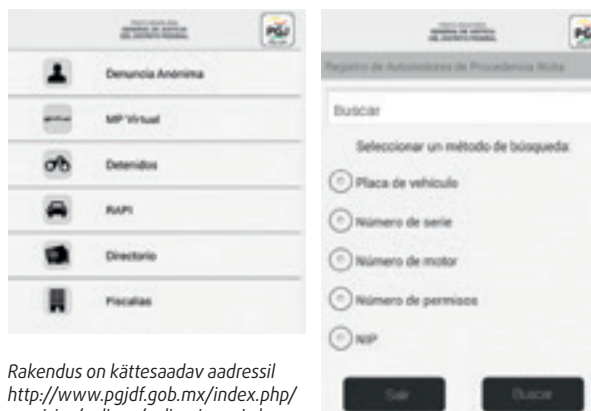 PGJ
Denuncia Anónima
MP Virtual
Detenidos
RAPI
Directorio
Fiscalías
Registro de Automotores de Procedencia Ilícita
Buscar
Seleccionar un método de búsqueda:
Placa de vehículo
Número de serie
Número de motor
Número de permisos
NIP
Salir
Buscar
Rakendus on kättesaadav aadressil
http://www.pgjdf.gob.mx/index.php/